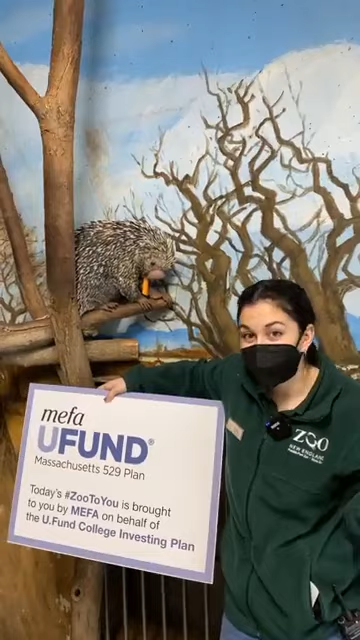 mefa
UFUND®
Massachusetts 529 Plan
Today's #ZooToYou is brought
to you by MEFA on behalf of
the U.Fund College Investing Plan
ZOO
NEW ENGLAND